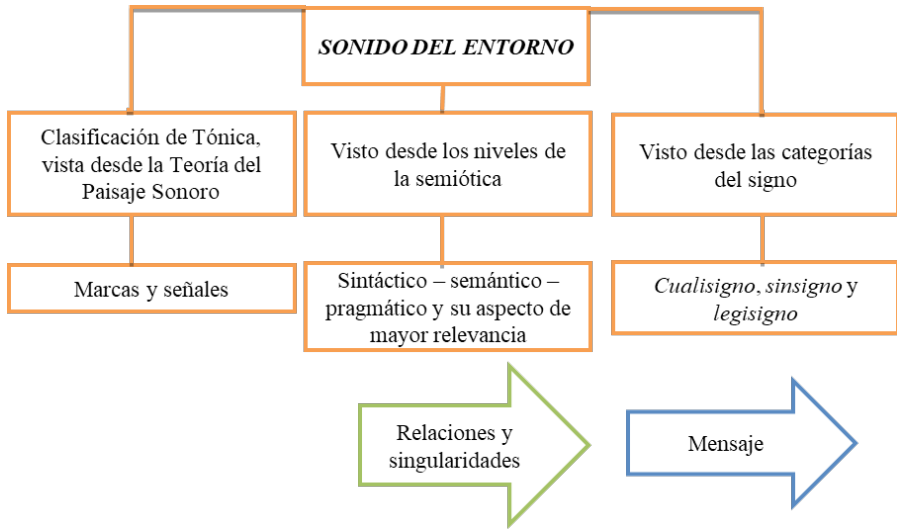 SONIDO DEL ENTORNO
Clasificación de Tónica,
vista desde la Teoría del
Paisaje Sonoro
Visto desde los niveles de
la semiótica
Visto desde las categorías
del signo
Marcas y señales
Sintáctico – semántico –
pragmático y su aspecto de
mayor relevancia
Cualisigno, sinsigno y
legisigno
Relaciones y
singularidades
Mensaje